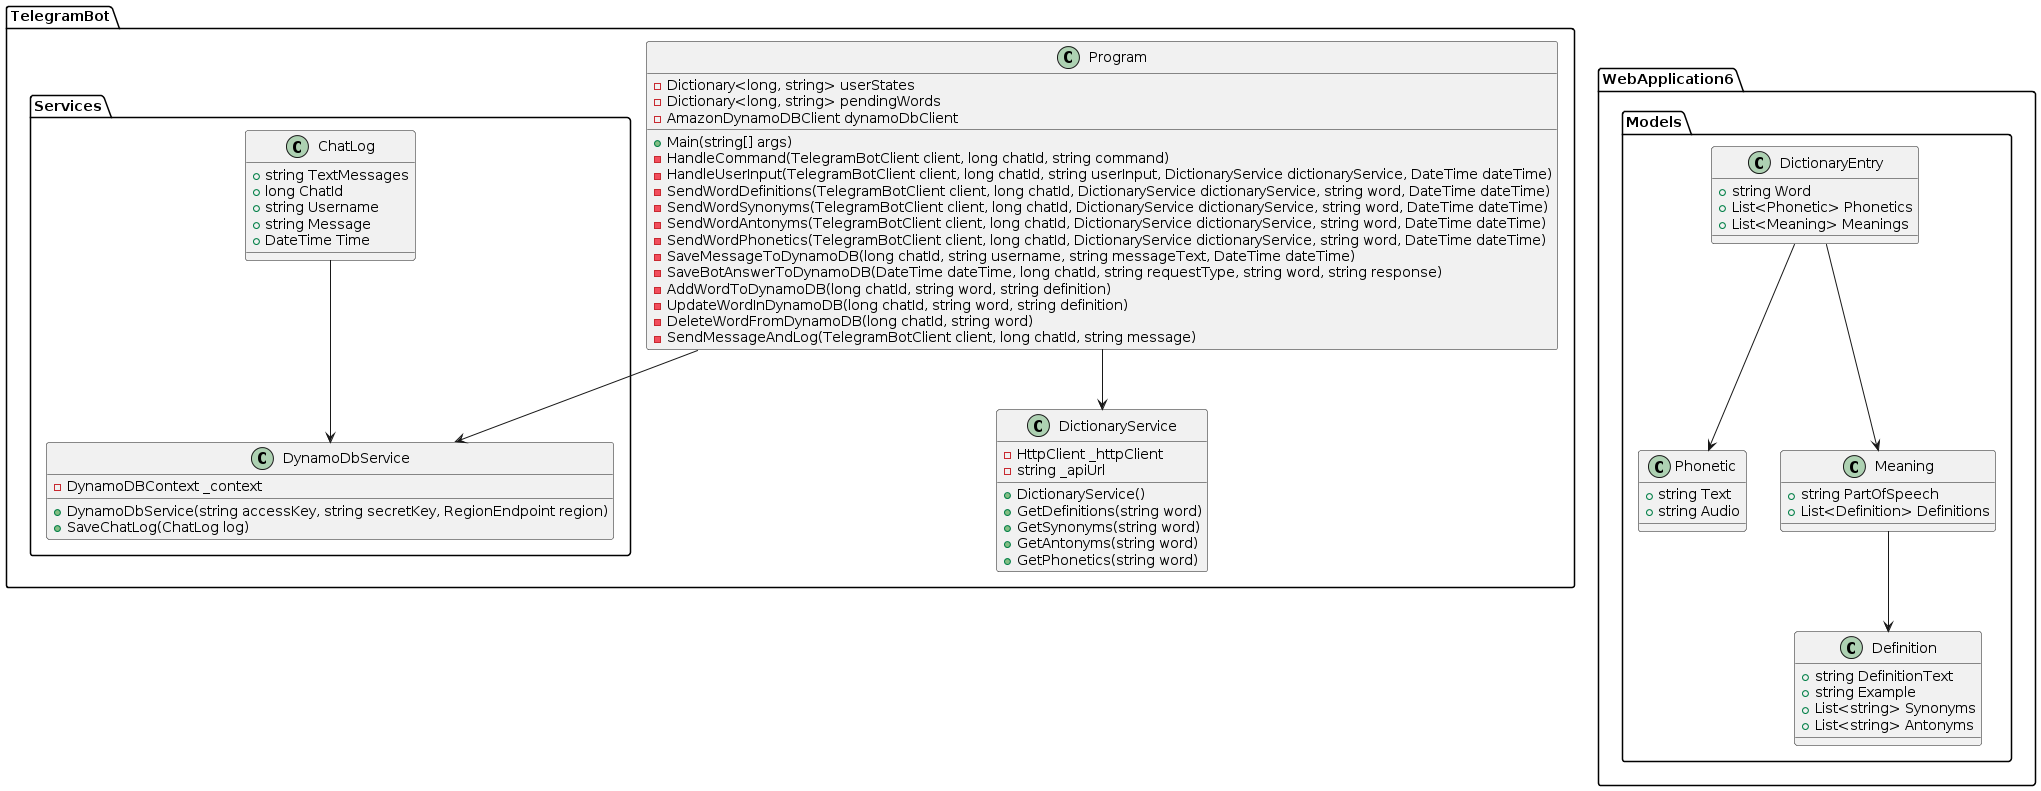 TelegramBot
Program
Dictionary<long, string> userStates
Dictionary<long, string> pendingWords
AmazonDynamoDBClient dynamoDbClient
Main(string[] args)
HandleCommand(TelegramBotClient client, long chatId, string command)
HandleUserInput(TelegramBotClient client, long chatId, string userInput, DictionaryService dictionaryService, DateTime dateTime)
SendWordDefinitions(TelegramBotClient client, long chatId, DictionaryService dictionaryService, string word, DateTime dateTime)
SendWordSynonyms(TelegramBotClient client, long chatId, DictionaryService dictionaryService, string word, DateTime dateTime)
SendWordAntonyms(TelegramBotClient client, long chatId, DictionaryService dictionaryService, string word, DateTime dateTime)
SendWordPhonetics(TelegramBotClient client, long chatId, DictionaryService dictionaryService, string word, DateTime dateTime)
SaveMessageToDynamoDB(long chatId, string username, string messageText, DateTime dateTime)
SaveBotAnswerToDynamoDB(DateTime dateTime, long chatId, string requestType, string word, string response)
AddWordToDynamoDB(long chatId, string word, string definition)
UpdateWordInDynamoDB(long chatId, string word, string definition)
DeleteWordFromDynamoDB(long chatId, string word)
SendMessageAndLog(TelegramBotClient client, long chatId, string message)
Services
ChatLog
string TextMessages
long ChatId
string Username
string Message
DateTime Time
DynamoDbService
DynamoDBContext _context
DynamoDbService(string accessKey, string secretKey, RegionEndpoint region)
SaveChatLog(ChatLog log)
DictionaryService
HttpClient _httpClient
string _apiUrl
DictionaryService()
GetDefinitions(string word)
GetSynonyms(string word)
GetAntonyms(string word)
GetPhonetics(string word)
WebApplication6
Models
DictionaryEntry
string Word
List<Phonetic> Phonetics
List<Meaning> Meanings
Phonetic
string Text
string Audio
Meaning
string PartOfSpeech
List<Definition> Definitions
Definition
string DefinitionText
string Example
List<string> Synonyms
List<string> Antonyms